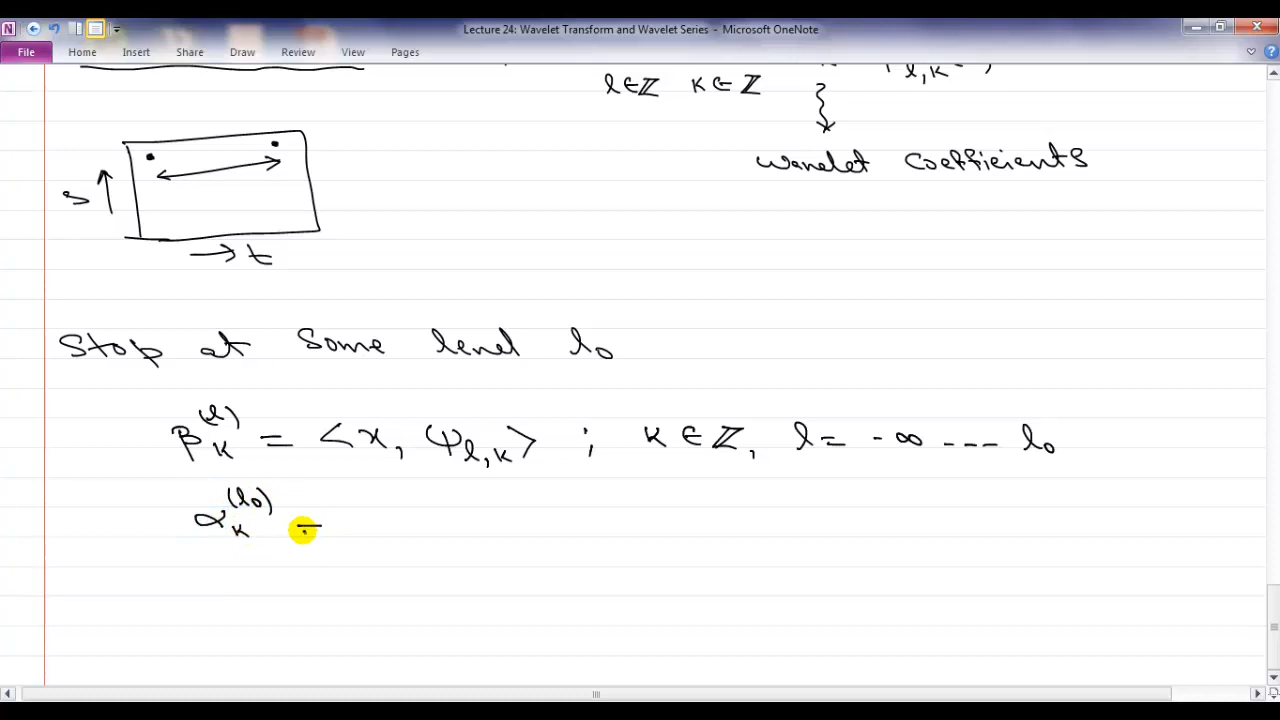 Lecture 24: Wavelet Transform and Wavelet Series - Microsoft OneNote
File Home Insert Share Draw Review View Pages
l,k
l∈ℤ k∈ℤ
wavelet coefficients
s
→ t
Stop at some level l₀
β_k^(l) = <x, ψ_l,k> ; k ∈ ℤ, l = -∞ --- l₀
α_k^(l₀) =